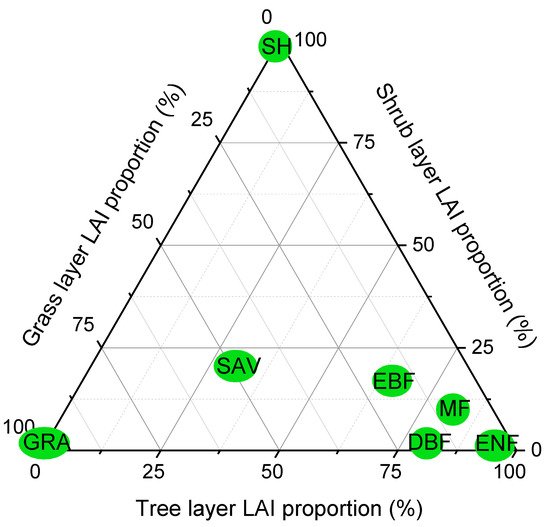 0
SH 100
Grass layer LAI proportion (%)
Shrub layer LAI proportion (%)
25
75
50
50
75
25
SAV
EBF
MF
100
GRA
DBF
ENF
0
0
25
50
75
100
Tree layer LAI proportion (%)